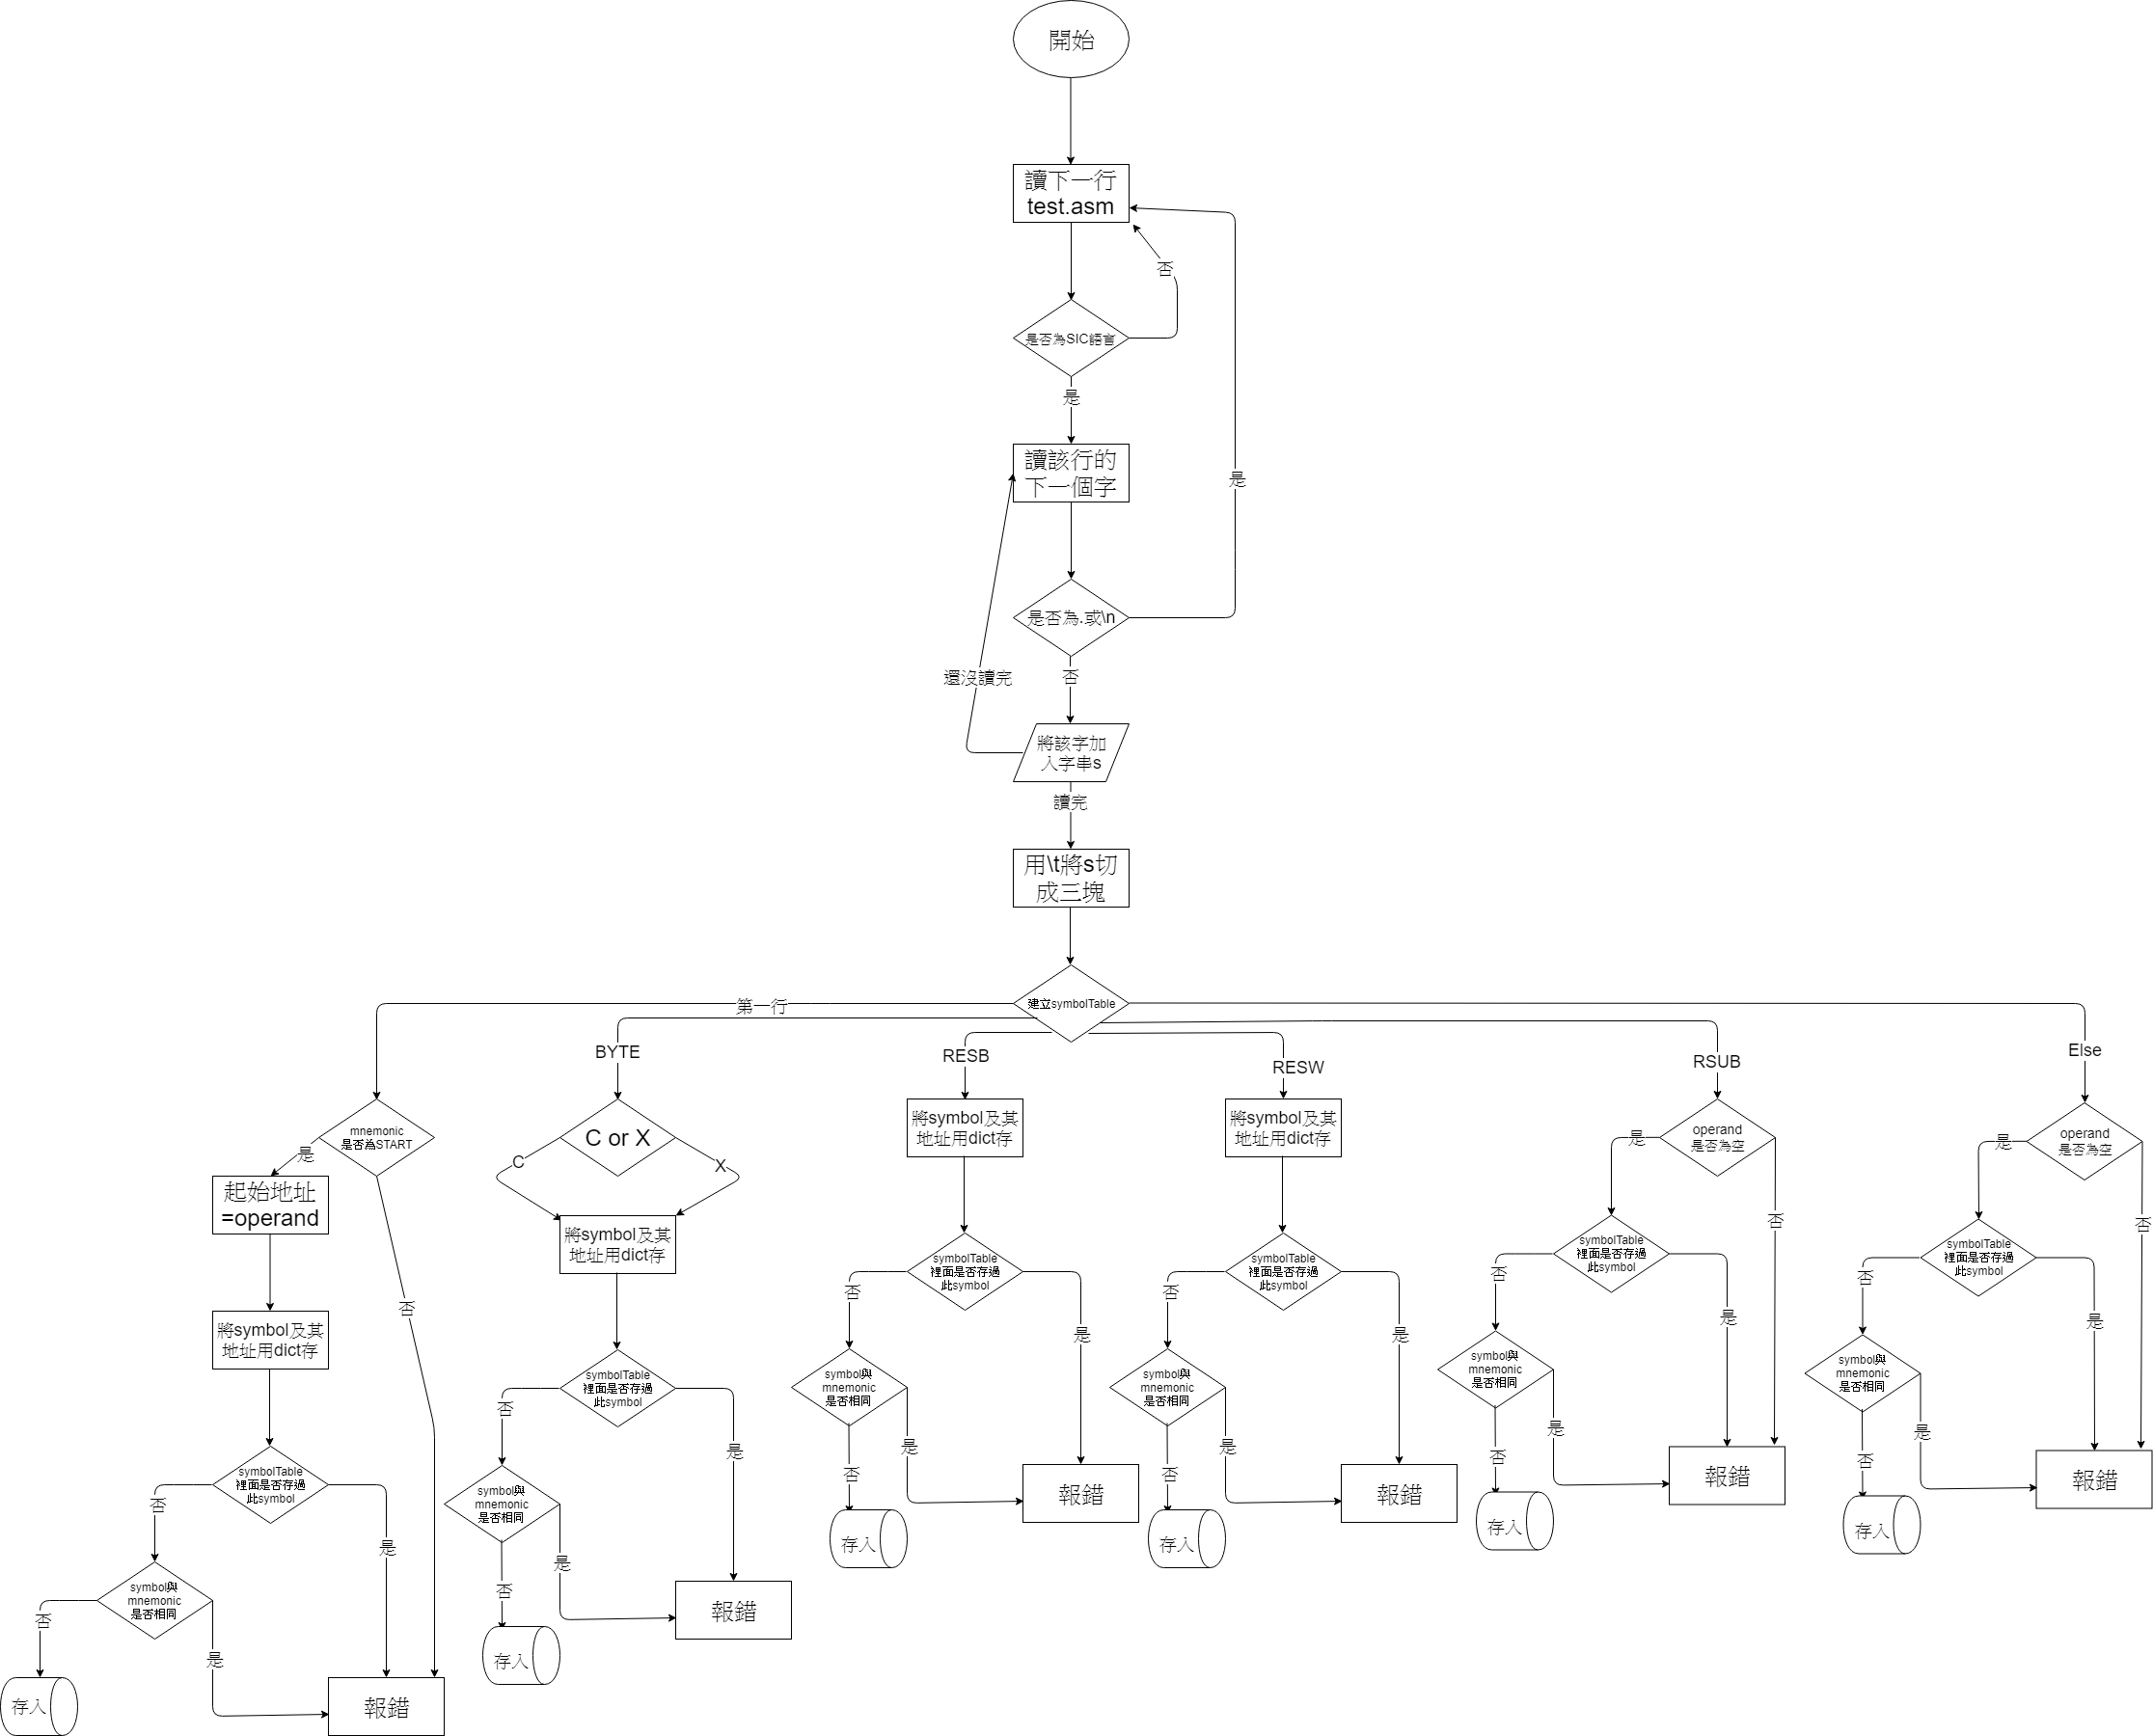 開始
讀下一行
test.asm
否
是否為SIC語言
是
讀該行的
下一個字
是
是否為.或\n
還沒讀完
否
將該字加
入字串s
讀完
用\t將s切
成三塊
建立symbolTable
第一行
BYTE
RESB
RESW
RSUB
Else
mnemonic
是否為START
是
起始地址
=operand
否
將symbol及其
地址用dict存
symbolTable
裡面是否存過
此symbol
否
是
symbol與
mnemonic
是否相同
否
是
存入
報錯
C or X
C
X
將symbol及其
地址用dict存
symbolTable
裡面是否存過
此symbol
否
是
symbol與
mnemonic
是否相同
是
否
存入
報錯
將symbol及其
地址用dict存
symbolTable
裡面是否存過
此symbol
否
是
symbol與
mnemonic
是否相同
是
否
存入
報錯
將symbol及其
地址用dict存
symbolTable
裡面是否存過
此symbol
否
是
symbol與
mnemonic
是否相同
是
否
存入
報錯
operand
是否為空
是
否
symbolTable
裡面是否存過
此symbol
否
是
symbol與
mnemonic
是否相同
是
否
存入
報錯
operand
是否為空
是
否
symbolTable
裡面是否存過
此symbol
否
是
symbol與
mnemonic
是否相同
是
否
存入
報錯